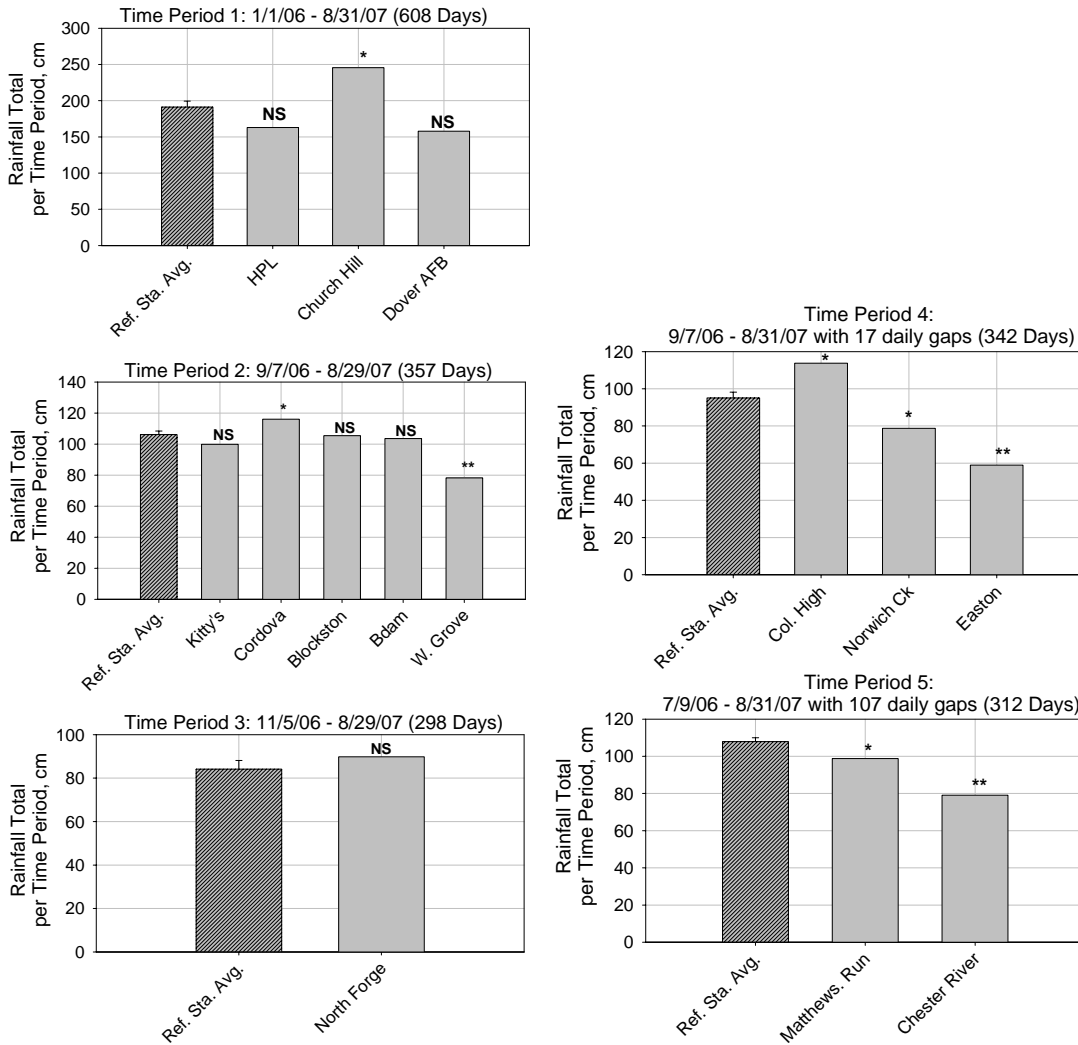 Time Period 1: 1/1/06 - 8/31/07 (608 Days)
Rainfall Total
per Time Period, cm
300
250
200
150
100
50
0
NS
*
NS
Ref. Sta. Avg.
HPL
Church Hill
Dover AFB
Time Period 2: 9/7/06 - 8/29/07 (357 Days)
Rainfall Total
per Time Period, cm
140
120
100
80
60
40
20
0
NS
*
NS
NS
**
Ref. Sta. Avg.
Kitty's
Cordova
Blockston
Bdam
W. Grove
Time Period 3: 11/5/06 - 8/29/07 (298 Days)
Rainfall Total
per Time Period, cm
100
80
60
40
20
0
NS
Ref. Sta. Avg.
North Forge
Time Period 4:
9/7/06 - 8/31/07 with 17 daily gaps (342 Days)
Rainfall Total
per Time Period, cm
120
100
80
60
40
20
0
*
*
**
Ref. Sta. Avg.
Col. High
Norwich Ck
Easton
Time Period 5:
7/9/06 - 8/31/07 with 107 daily gaps (312 Days)
Rainfall Total
per Time Period, cm
120
100
80
60
40
20
0
*
**
Ref. Sta. Avg.
Matthews. Run
Chester River